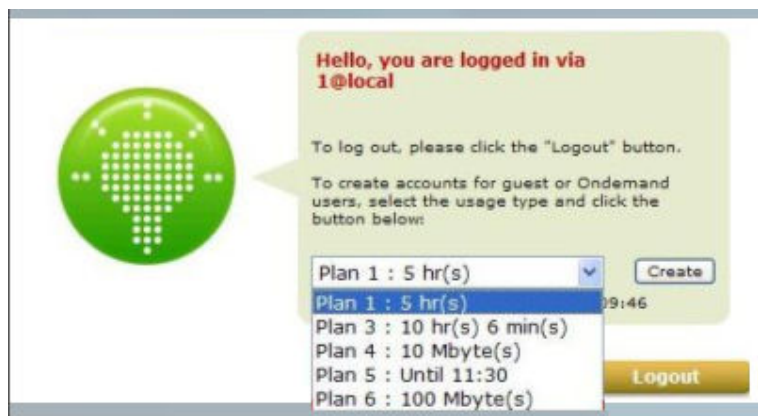 Hello, you are logged in via
1@local
To log out, please click the "Logout" button.
To create accounts for guest or Ondemand
users, select the usage type and click the
button below:
Plan 1 : 5 hr(s)
Create
Plan 1 : 5 hr(s)
9:46
Plan 3 : 10 hr(s) 6 min(s)
Plan 4 : 10 Mbyte(s)
Plan 5 : Until 11:30
Plan 6 : 100 Mbyte(s)
Logout